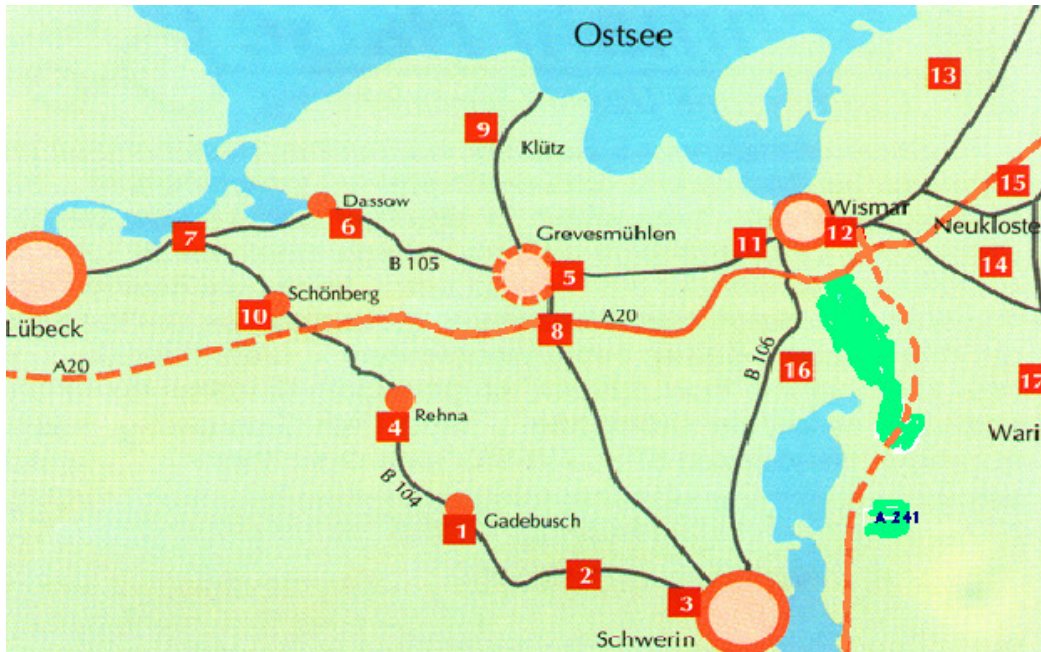 Ostsee
13
9
Klütz
15
Dassow
6
Wismar
12
7
Grevesmühlen
11
Neukloste
B 105
5
14
Schönberg
10
Lübeck
A20
8
A20
B 106
16
17
Rehna
4
Wari
B 104
Gadebusch
1
A 241
2
3
Schwerin